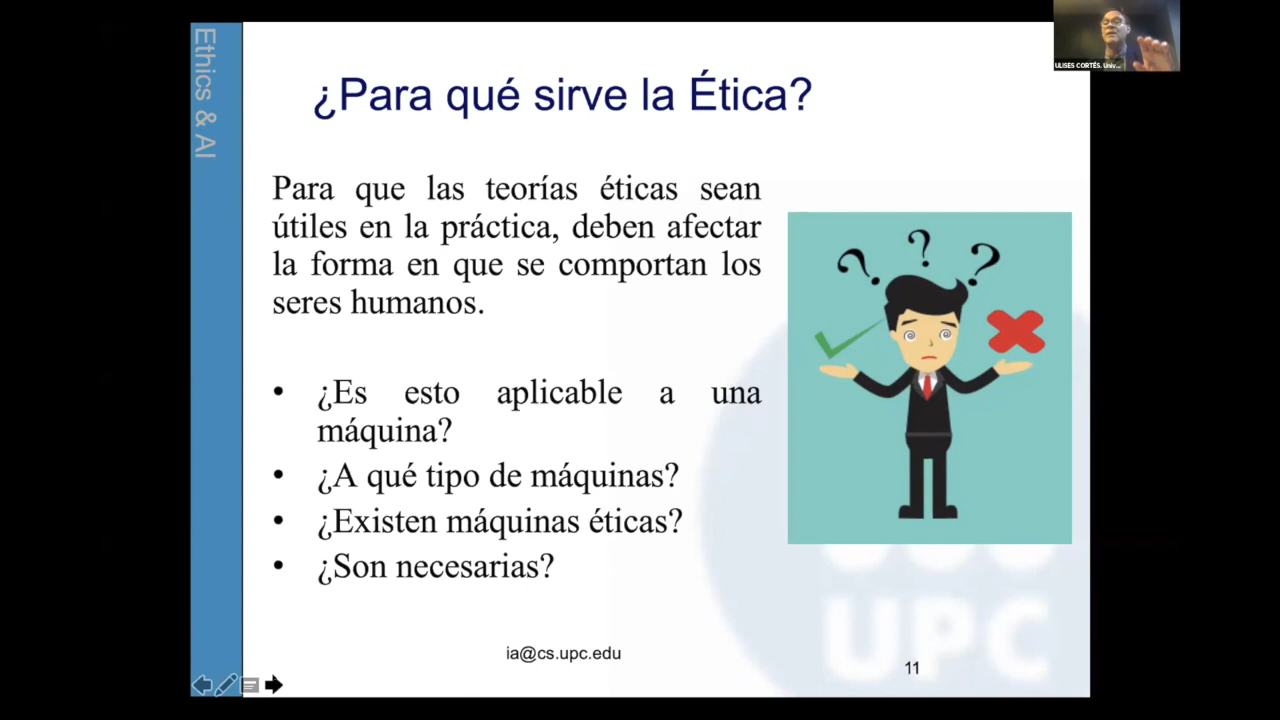 Ethics & AI
ULISES CORTÉS. Univ...
¿Para qué sirve la Ética?
Para que las teorías éticas sean
útiles en la práctica, deben afectar
la forma en que se comportan los
seres humanos.
• ¿Es esto aplicable a una
máquina?
• ¿A qué tipo de máquinas?
• ¿Existen máquinas éticas?
• ¿Son necesarias?
? ? ?
UPC
ia@cs.upc.edu
11